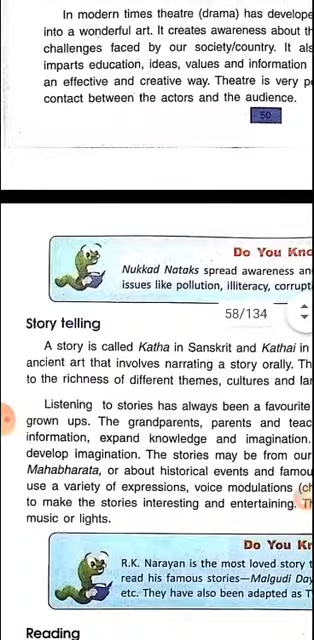 In modern times theatre (drama) has develope
into a wonderful art. It creates awareness about th
challenges faced by our society/country. It als
imparts education, ideas, values and information
an effective and creative way. Theatre is very p
contact between the actors and the audience.
50
Do You Kno
Nukkad Nataks spread awareness an
issues like pollution, illiteracy, corrupt
58/134
Story telling
A story is called Katha in Sanskrit and Kathai in
ancient art that involves narrating a story orally. Th
to the richness of different themes, cultures and lan
Listening to stories has always been a favourite
grown ups. The grandparents, parents and teac
information, expand knowledge and imagination.
develop imagination. The stories may be from our
Mahabharata, or about historical events and famou
use a variety of expressions, voice modulations (ch
to make the stories interesting and entertaining. Th
music or lights.
Do You Kn
R.K. Narayan is the most loved story t
read his famous stories—Malgudi Day
etc. They have also been adapted as T
Reading